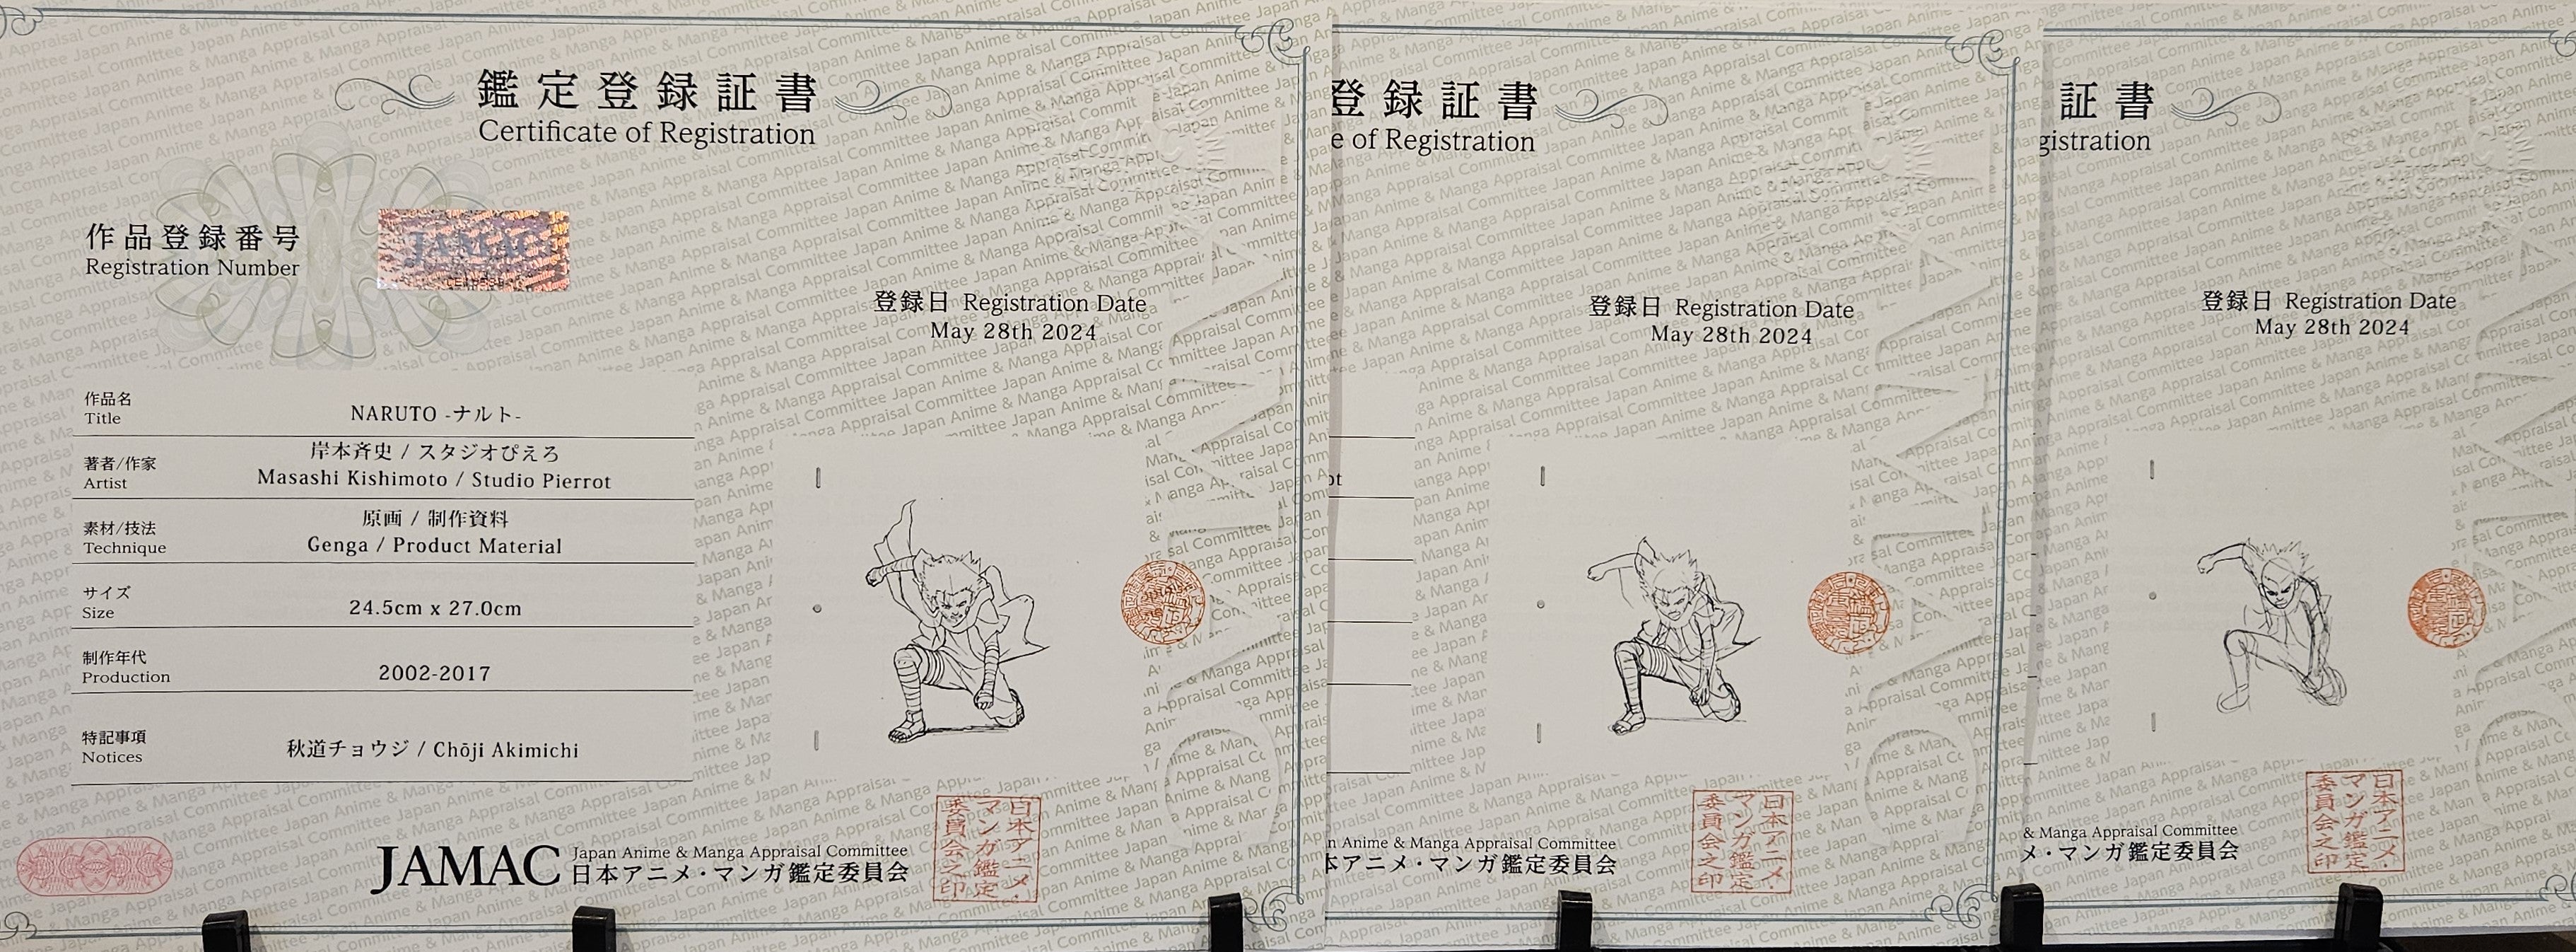 鑑定登録証書
Certificate of Registration
作品登録番号
Registration Number
JAMAC
登録日 Registration Date
May 28th 2024
作品名
Title
NARUTO -ナルト-
著者/作家
Artist
岸本斉史 / スタジオぴえろ
Masashi Kishimoto / Studio Pierrot
素材/技法
Technique
原画 / 制作資料
Genga / Product Material
サイズ
Size
24.5cm x 27.0cm
制作年代
Production
2002-2017
特記事項
Notices
秋道チョウジ / Chōji Akimichi
JAMAC
Japan Anime & Manga Appraisal Committee
日本アニメ・マンガ鑑定委員会
日本アニメ・
マンガ鑑定
委員会之印
登録証書
e of Registration
登録日 Registration Date
May 28th 2024
ot
n Anime & Manga Appraisal Committee
本アニメ・マンガ鑑定委員会
日本アニメ・
マンガ鑑定
委員会之印
証書
gistration
登録日 Registration Date
May 28th 2024
& Manga Appraisal Committee
メ・マンガ鑑定委員会
日本アニメ・
マンガ鑑定
委員会之印